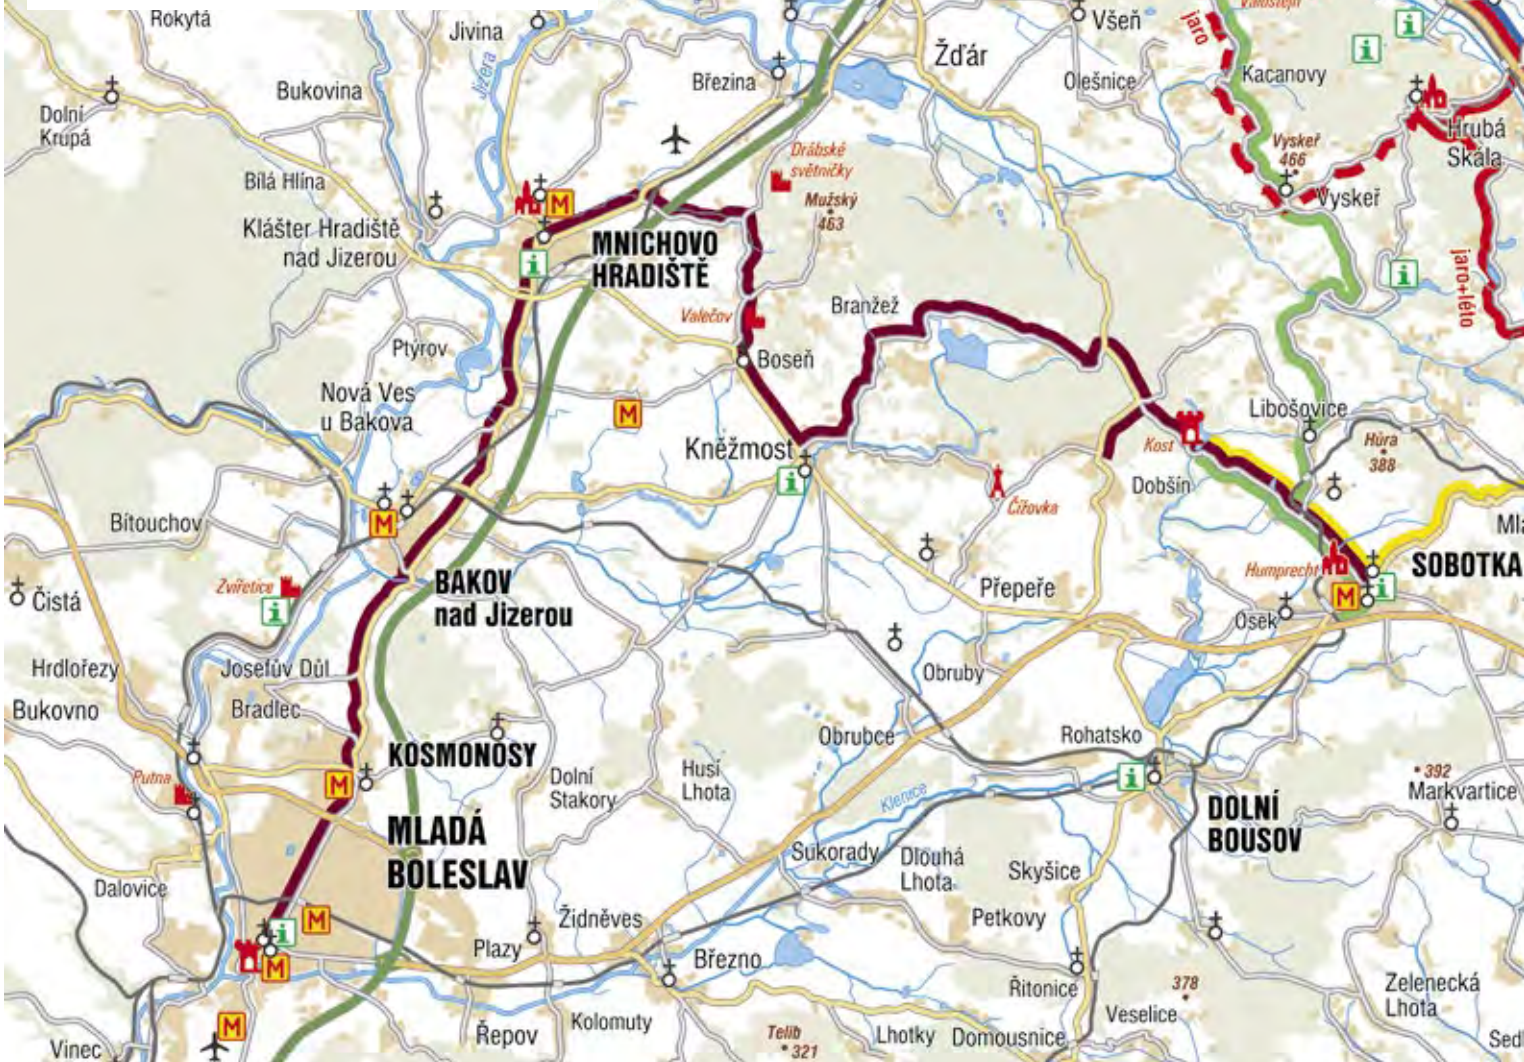 Rokytá
Jivina
Všeň
Valdštejn
jaro
Žďár
Březina
Olešnice
Kacanovy
Bukovina
Jizera
Dolní
Krupá
Hrubá
Skála
Vyskeř
466
Drábské
světničky
Bílá Hlína
Mužský
463
Vyskeř
Klášter Hradiště
nad Jizerou
MNICHOVO
HRADIŠTĚ
jaro+léto
Valečov
Branžež
Ptýrov
Boseň
Nová Ves
u Bakova
M
Libošovice
Kněžmost
Kost
Hůra
388
Dobšín
Čížovka
Bítouchov
Mla
Zvířetice
BAKOV
nad Jizerou
Přepeře
Humprecht
SOBOTKA
Čistá
Osek
Hrdlořezy
Josefův Důl
Obruby
Bukovno
Bradlec
Obrubce
Rohatsko
KOSMONOSY
Putna
Dolní
Stakory
Husí
Lhota
Klenice
392
Markvartice
MLADÁ
BOLESLAV
DOLNÍ
BOUSOV
Sukorady
Dlouhá
Lhota
Skyšice
Dalovice
Židněves
Petkovy
Plazy
Březno
Řitonice
378
Zelenecká
Lhota
Veselice
Řepov
Kolomuty
Telib
321
Lhotky
Domousnice
Vinec
Sedl